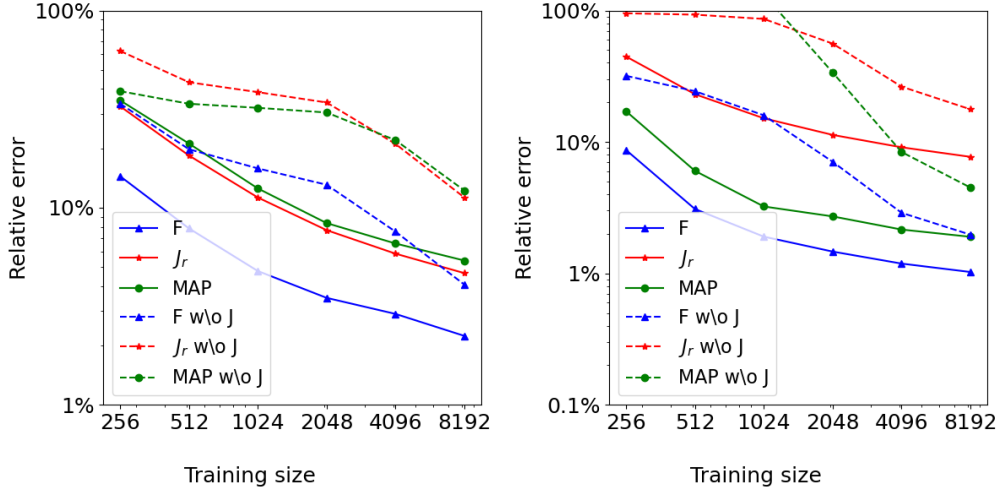 100%
10%
1%
Relative error
F
J_r
MAP
F w\o J
J_r w\o J
MAP w\o J
256 512 1024 2048 4096 8192
Training size
100%
10%
1%
0.1%
Relative error
F
J_r
MAP
F w\o J
J_r w\o J
MAP w\o J
256 512 1024 2048 4096 8192
Training size